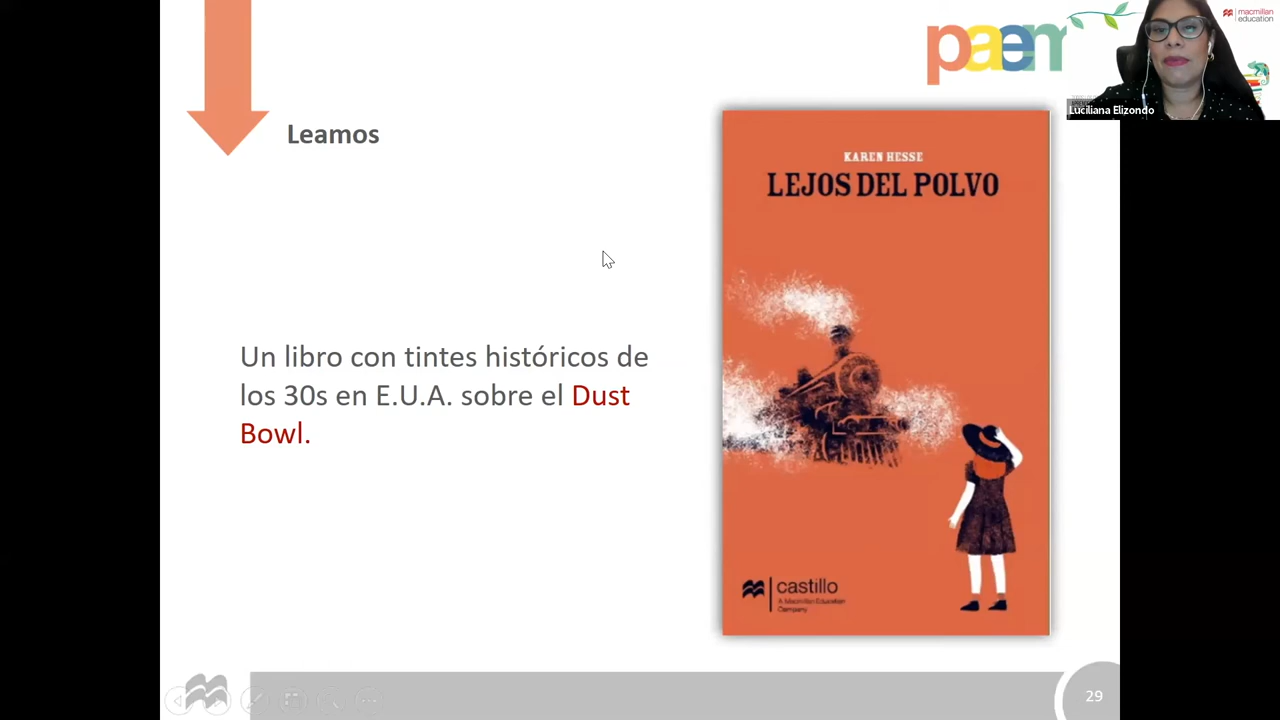 paem
macmillan
education
Luciliana Elizondo
Leamos
KAREN HESSE
LEJOS DEL POLVO
Un libro con tintes históricos de
los 30s en E.U.A. sobre el Dust
Bowl.
castillo
A Macmillan Education
Company
29